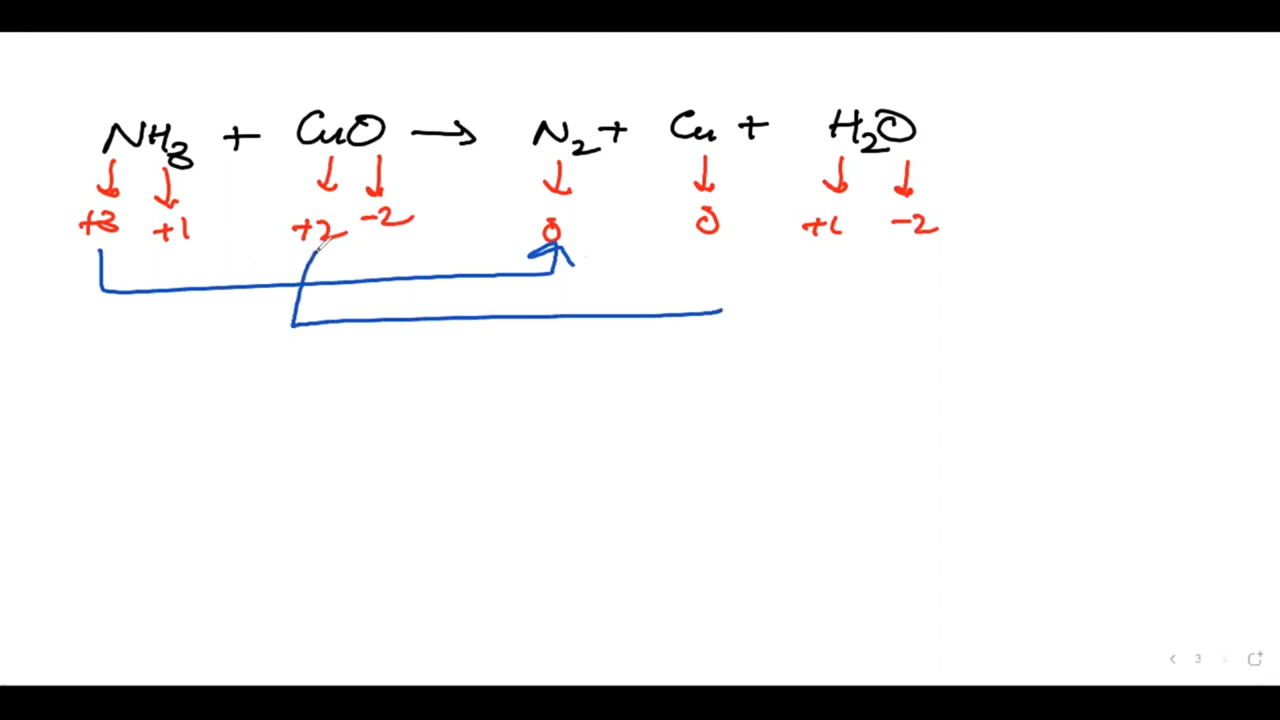 NH3 + CuO → N2 + Cu + H2O
+3 +1 +2 -2 0 0 +1 -2
3